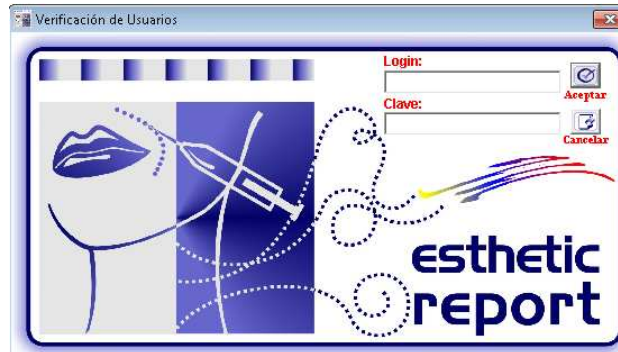 Verificación de Usuarios
Login:
Aceptar
Clave:
Cancelar
esthetic
report